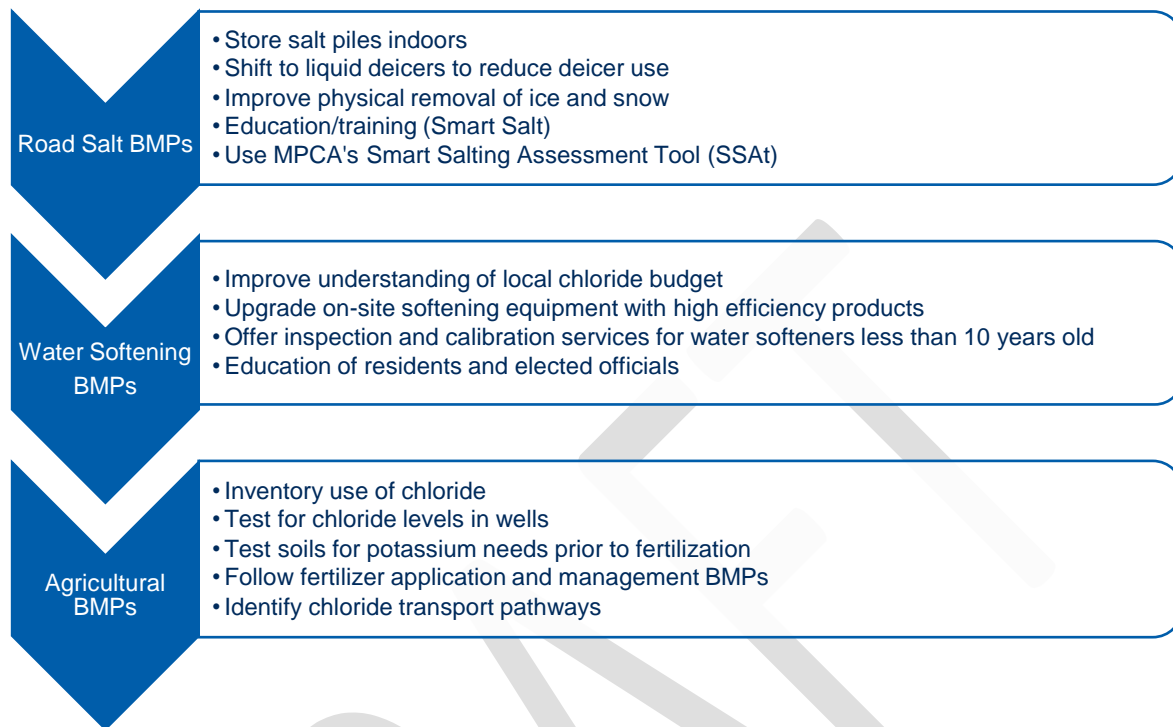 Road Salt BMPs
• Store salt piles indoors
• Shift to liquid deicers to reduce deicer use
• Improve physical removal of ice and snow
• Education/training (Smart Salt)
• Use MPCA's Smart Salting Assessment Tool (SSAt)
Water Softening
BMPs
• Improve understanding of local chloride budget
• Upgrade on-site softening equipment with high efficiency products
• Offer inspection and calibration services for water softeners less than 10 years old
• Education of residents and elected officials
Agricultural
BMPs
• Inventory use of chloride
• Test for chloride levels in wells
• Test soils for potassium needs prior to fertilization
• Follow fertilizer application and management BMPs
• Identify chloride transport pathways